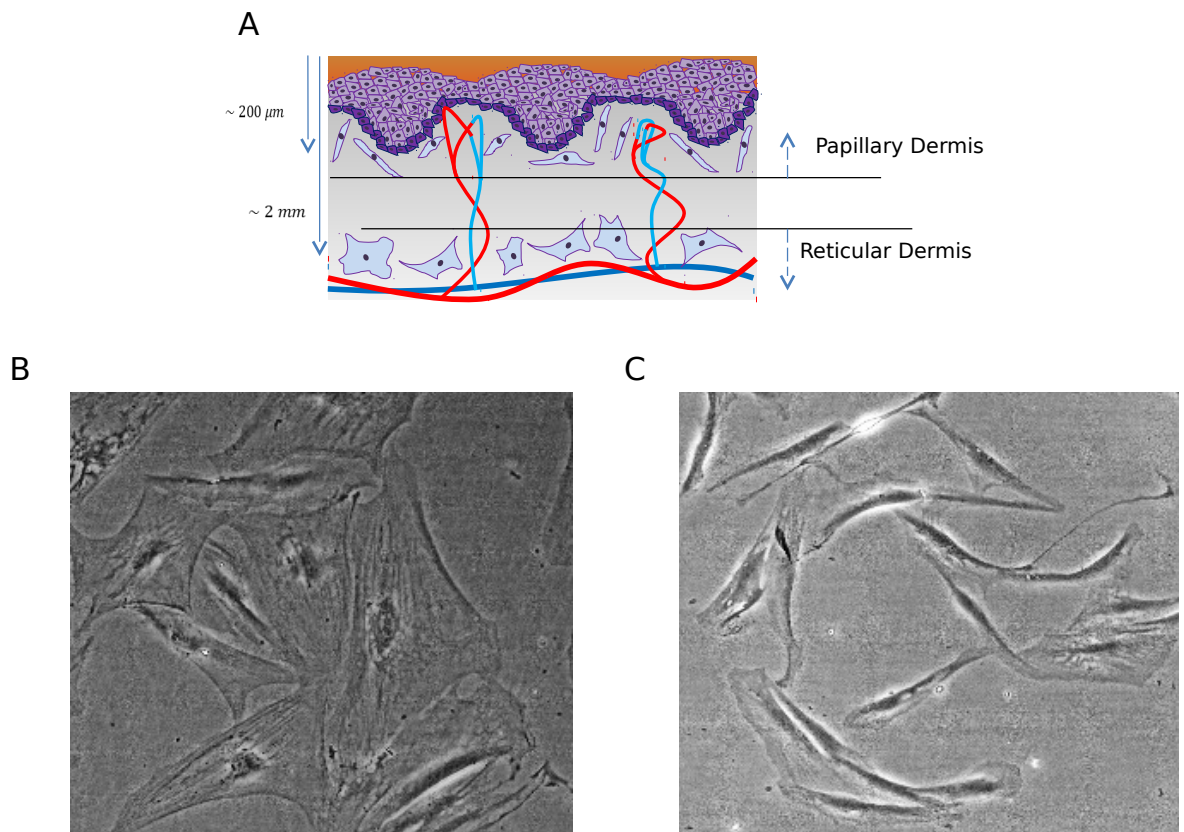 A
~ 200 μm
Papillary Dermis
~ 2 mm
Reticular Dermis
B
C